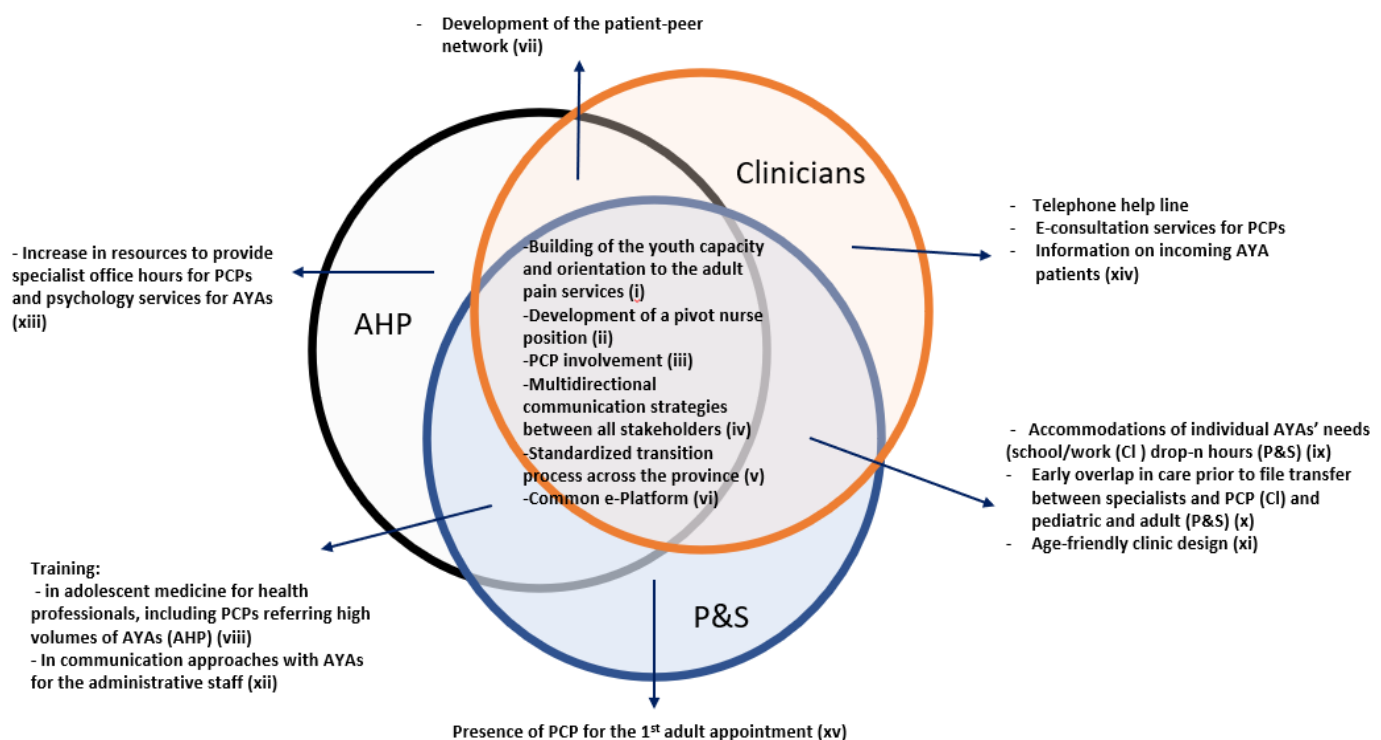 - Development of the patient-peer
network (vii)
Clinicians
AHP
P&S
- Increase in resources to provide
specialist office hours for PCPs
and psychology services for AYAs
(xiii)
-Building of the youth capacity
and orientation to the adult
pain services (i)
-Development of a pivot nurse
position (ii)
-PCP involvement (iii)
-Multidirectional
communication strategies
between all stakeholders (iv)
-Standardized transition
process across the province (v)
-Common e-Platform (vi)
- Telephone help line
- E-consultation services for PCPs
- Information on incoming AYA
patients (xiv)
- Accommodations of individual AYAs’ needs
(school/work (Cl ) drop-n hours (P&S) (ix)
- Early overlap in care prior to file transfer
between specialists and PCP (Cl) and
pediatric and adult (P&S) (x)
- Age-friendly clinic design (xi)
Training:
- in adolescent medicine for health
professionals, including PCPs referring high
volumes of AYAs (AHP) (viii)
- In communication approaches with AYAs
for the administrative staff (xii)
Presence of PCP for the 1st adult appointment (xv)